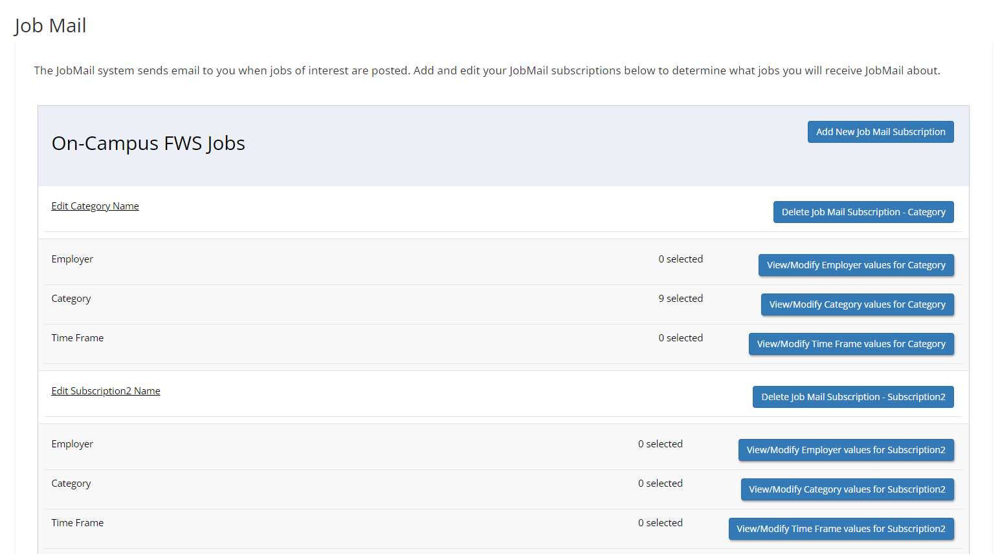 Job Mail
The JobMail system sends email to you when jobs of interest are posted. Add and edit your JobMail subscriptions below to determine what jobs you will receive JobMail about.
On-Campus FWS Jobs
Add New Job Mail Subscription
Edit Category Name
Delete Job Mail Subscription - Category
Employer
0 selected
View/Modify Employer values for Category
Category
9 selected
View/Modify Category values for Category
Time Frame
0 selected
View/Modify Time Frame values for Category
Edit Subscription2 Name
Delete Job Mail Subscription - Subscription2
Employer
0 selected
View/Modify Employer values for Subscription2
Category
0 selected
View/Modify Category values for Subscription2
Time Frame
0 selected
View/Modify Time Frame values for Subscription2